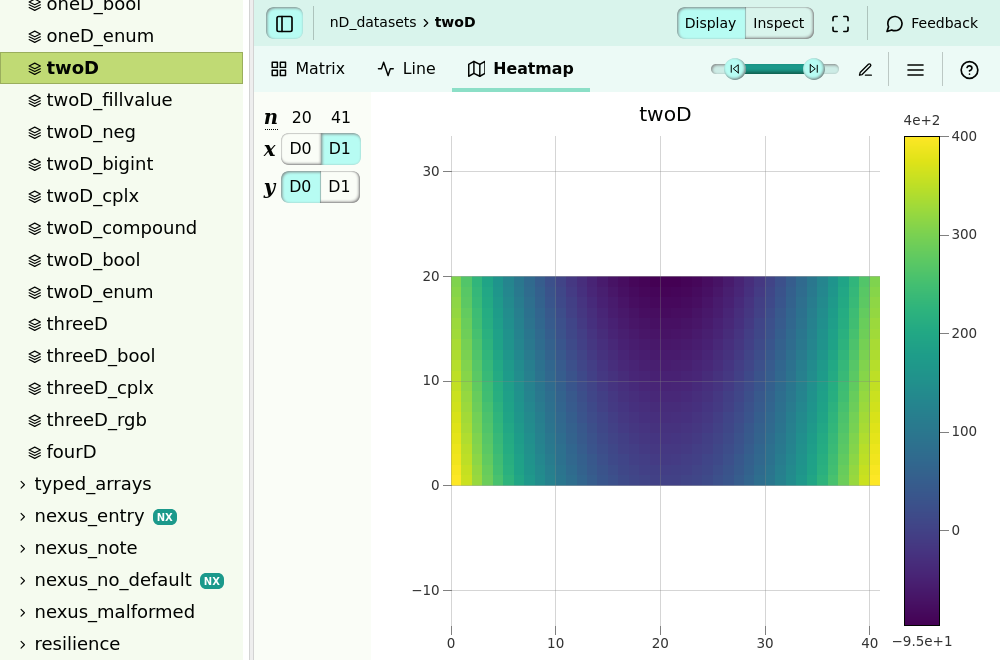 oneD_bool
oneD_enum
twoD
twoD_fillvalue
twoD_neg
twoD_bigint
twoD_cplx
twoD_compound
twoD_bool
twoD_enum
threeD
threeD_bool
threeD_cplx
threeD_rgb
fourD
typed_arrays
nexus_entry NX
nexus_note
nexus_no_default NX
nexus_malformed
resilience
nD_datasets › twoD
Display Inspect
Feedback
Matrix Line Heatmap
n 20 41
x D0 D1
y D0 D1
twoD
30
20
10
0
−10
0 10 20 30 40
4e+2
400
300
200
100
0
−9.5e+1